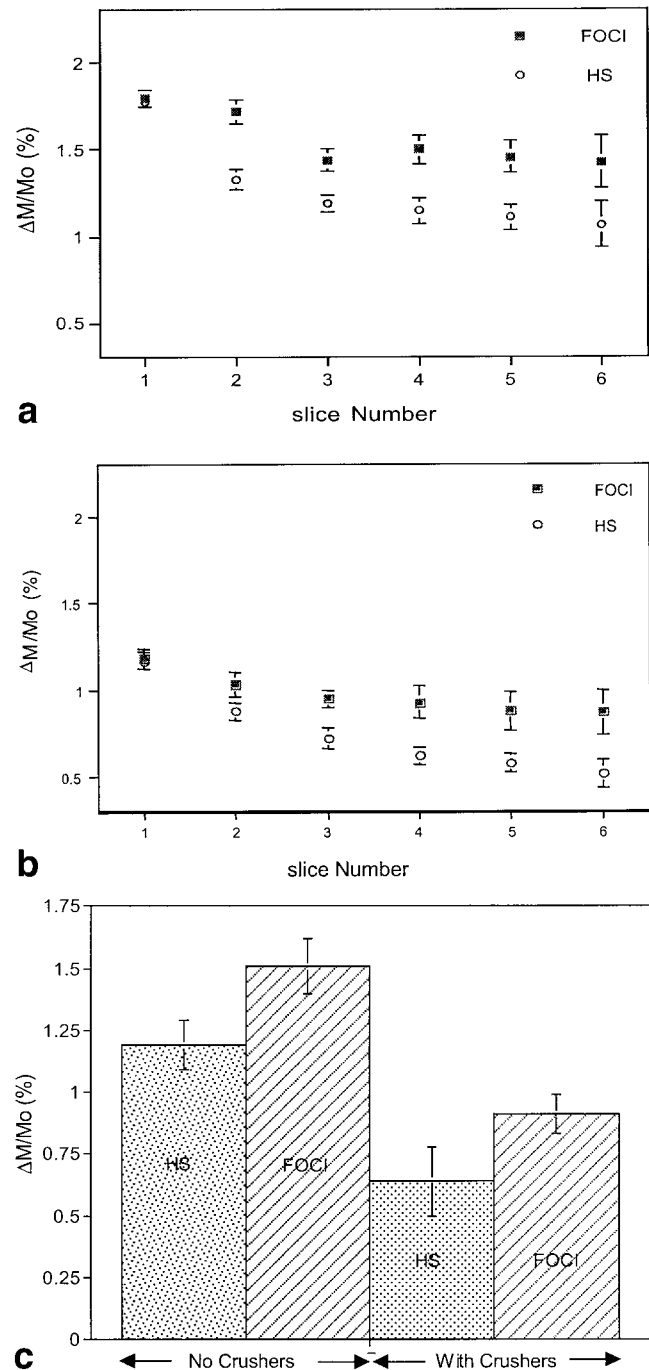 FOCI
HS
2
1.5
1
0.5
ΔM/Mo (%)
1 2 3 4 5 6
slice Number
a
FOCI
HS
2
1.5
1
0.5
ΔM/Mo (%)
1 2 3 4 5 6
slice Number
b
1.75
1.5
1.25
1
0.75
0.5
0.25
0
ΔM/Mo (%)
HS
FOCI
HS
FOCI
No Crushers
With Crushers
c